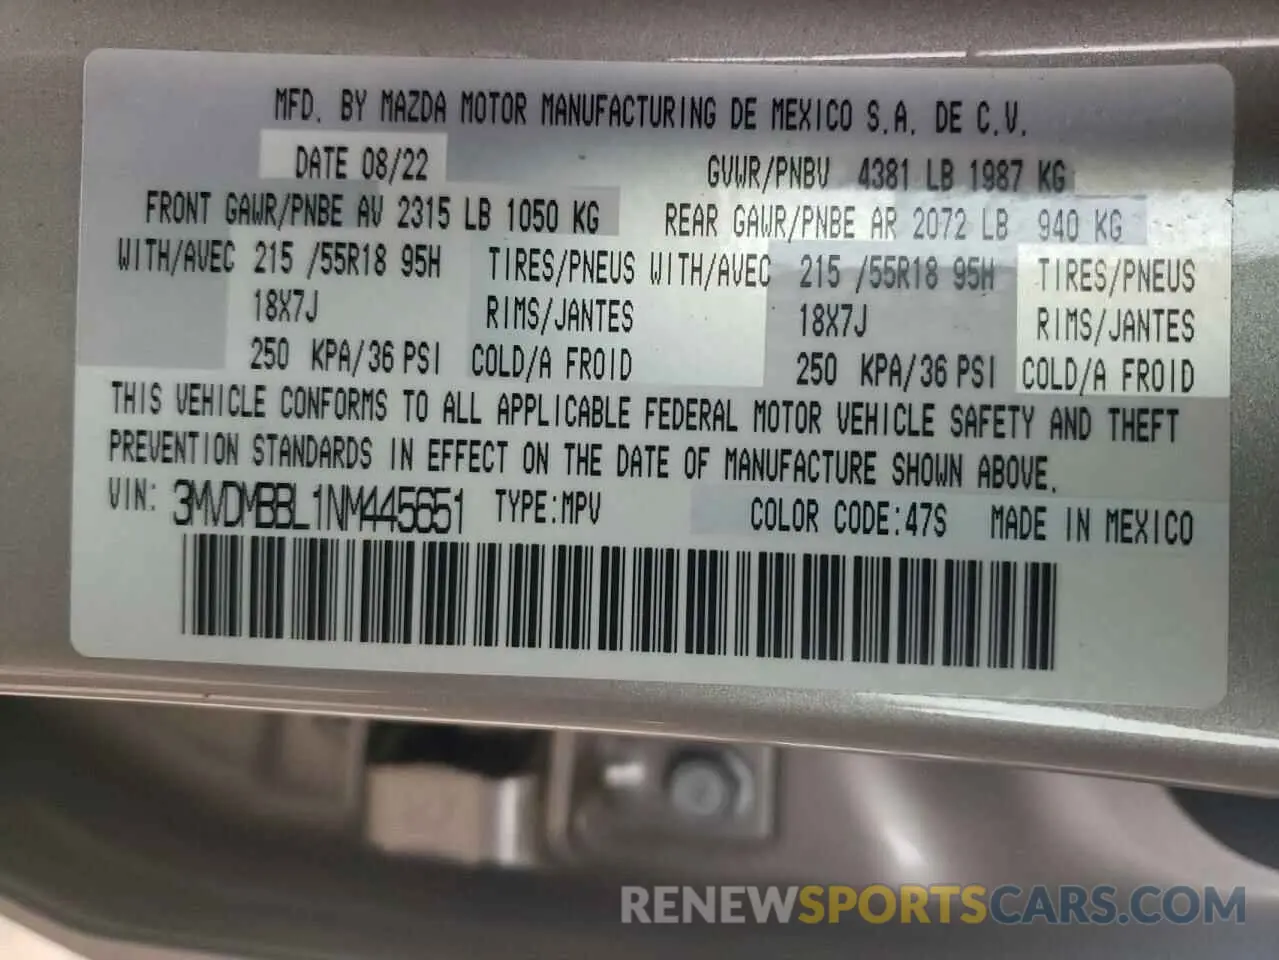 MFD. BY MAZDA MOTOR MANUFACTURING DE MEXICO S.A. DE C.V.
DATE 08/22 GVWR/PNBV 4381 LB 1987 KG
FRONT GAWR/PNBE AV 2315 LB 1050 KG REAR GAWR/PNBE AR 2072 LB 940 KG
WITH/AVEC 215 /55R18 95H TIRES/PNEUS WITH/AVEC 215 /55R18 95H TIRES/PNEUS
18X7J RIMS/JANTES 18X7J RIMS/JANTES
250 KPA/36 PSI COLD/A FROID 250 KPA/36 PSI COLD/A FROID
THIS VEHICLE CONFORMS TO ALL APPLICABLE FEDERAL MOTOR VEHICLE SAFETY AND THEFT
PREVENTION STANDARDS IN EFFECT ON THE DATE OF MANUFACTURE SHOWN ABOVE.
VIN: 3MVDMBBL1NM445651 TYPE:MPV COLOR CODE:47S MADE IN MEXICO
RENEWSPORTSCARS.COM